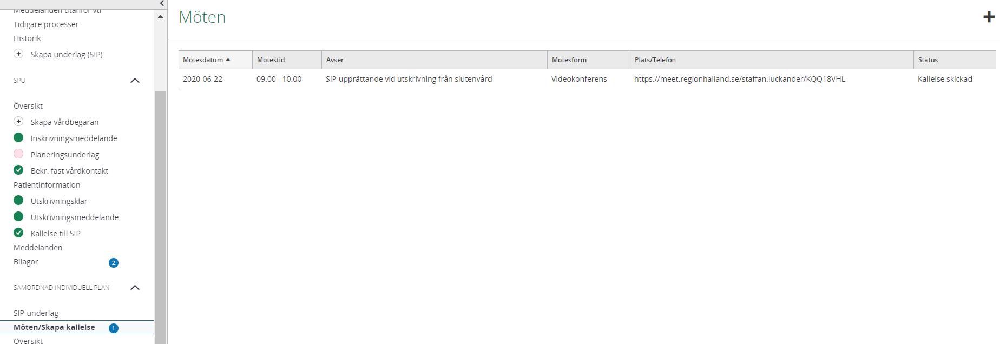 Meddelanden utanför vtf
Tidigare processer
Historik
Skapa underlag (SIP)
SPU
Översikt
Skapa vårdbegäran
Inskrivningsmeddelande
Planeringsunderlag
Bekr. fast vårdkontakt
Patientinformation
Utskrivningsklar
Utskrivningsmeddelande
Kallelse till SIP
Meddelanden
Bilagor 2
SAMORDNAD INDIVIDUELL PLAN
SIP-underlag
Möten/Skapa kallelse 1
Översikt
Möten
Mötesdatum Mötestid Avser Mötesform Plats/Telefon Status
2020-06-22 09:00 - 10:00 SIP upprättande vid utskrivning från slutenvård Videokonferens https://meet.regionhalland.se/staffan.luckander/KQQ18VHL Kallelse skickad